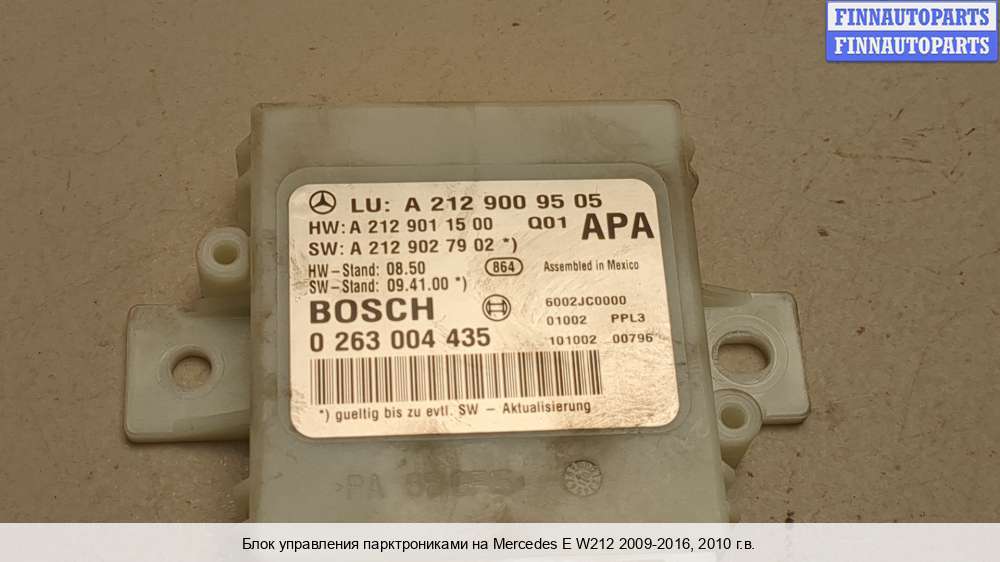 FINNAUTOPARTS
FINNAUTOPARTS
LU: A 212 900 95 05
HW: A 212 901 15 00 Q01 APA
SW: A 212 902 79 02 *)
HW-Stand: 08.50 864 Assembled in Mexico
SW-Stand: 09.41.00 *)
BOSCH 6002JC0000
0 263 004 435 01002 PPL3
101002 00796
*) gueltig bis zu evtl. SW - Aktualisierung
Блок управления парктрониками на Mercedes E W212 2009-2016, 2010 г.в.